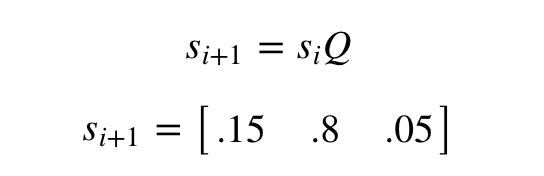 s_{i+1} = s_i Q
s_{i+1} = [ .15 .8 .05 ]